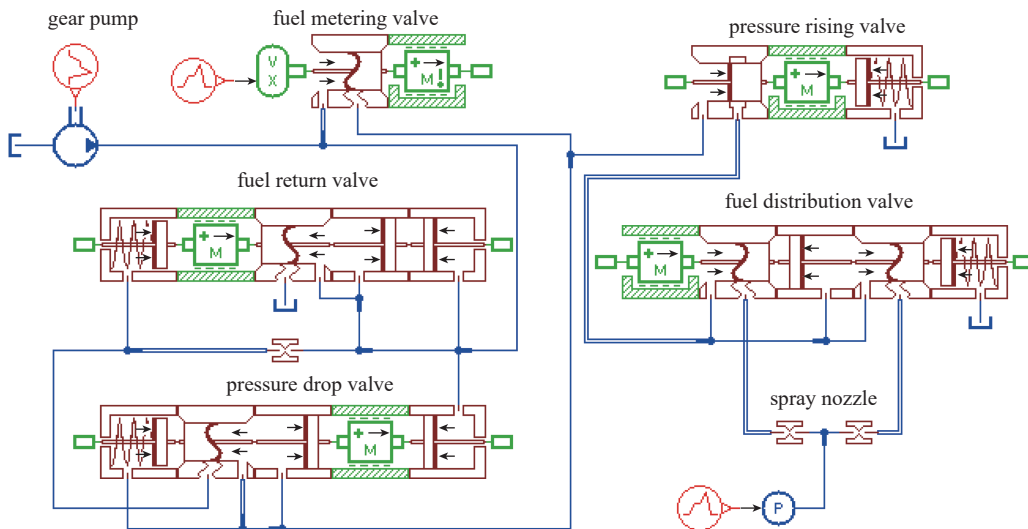 gear pump
fuel metering valve
pressure rising valve
V
X
M
M
fuel return valve
fuel distribution valve
M
M
pressure drop valve
spray nozzle
M
P